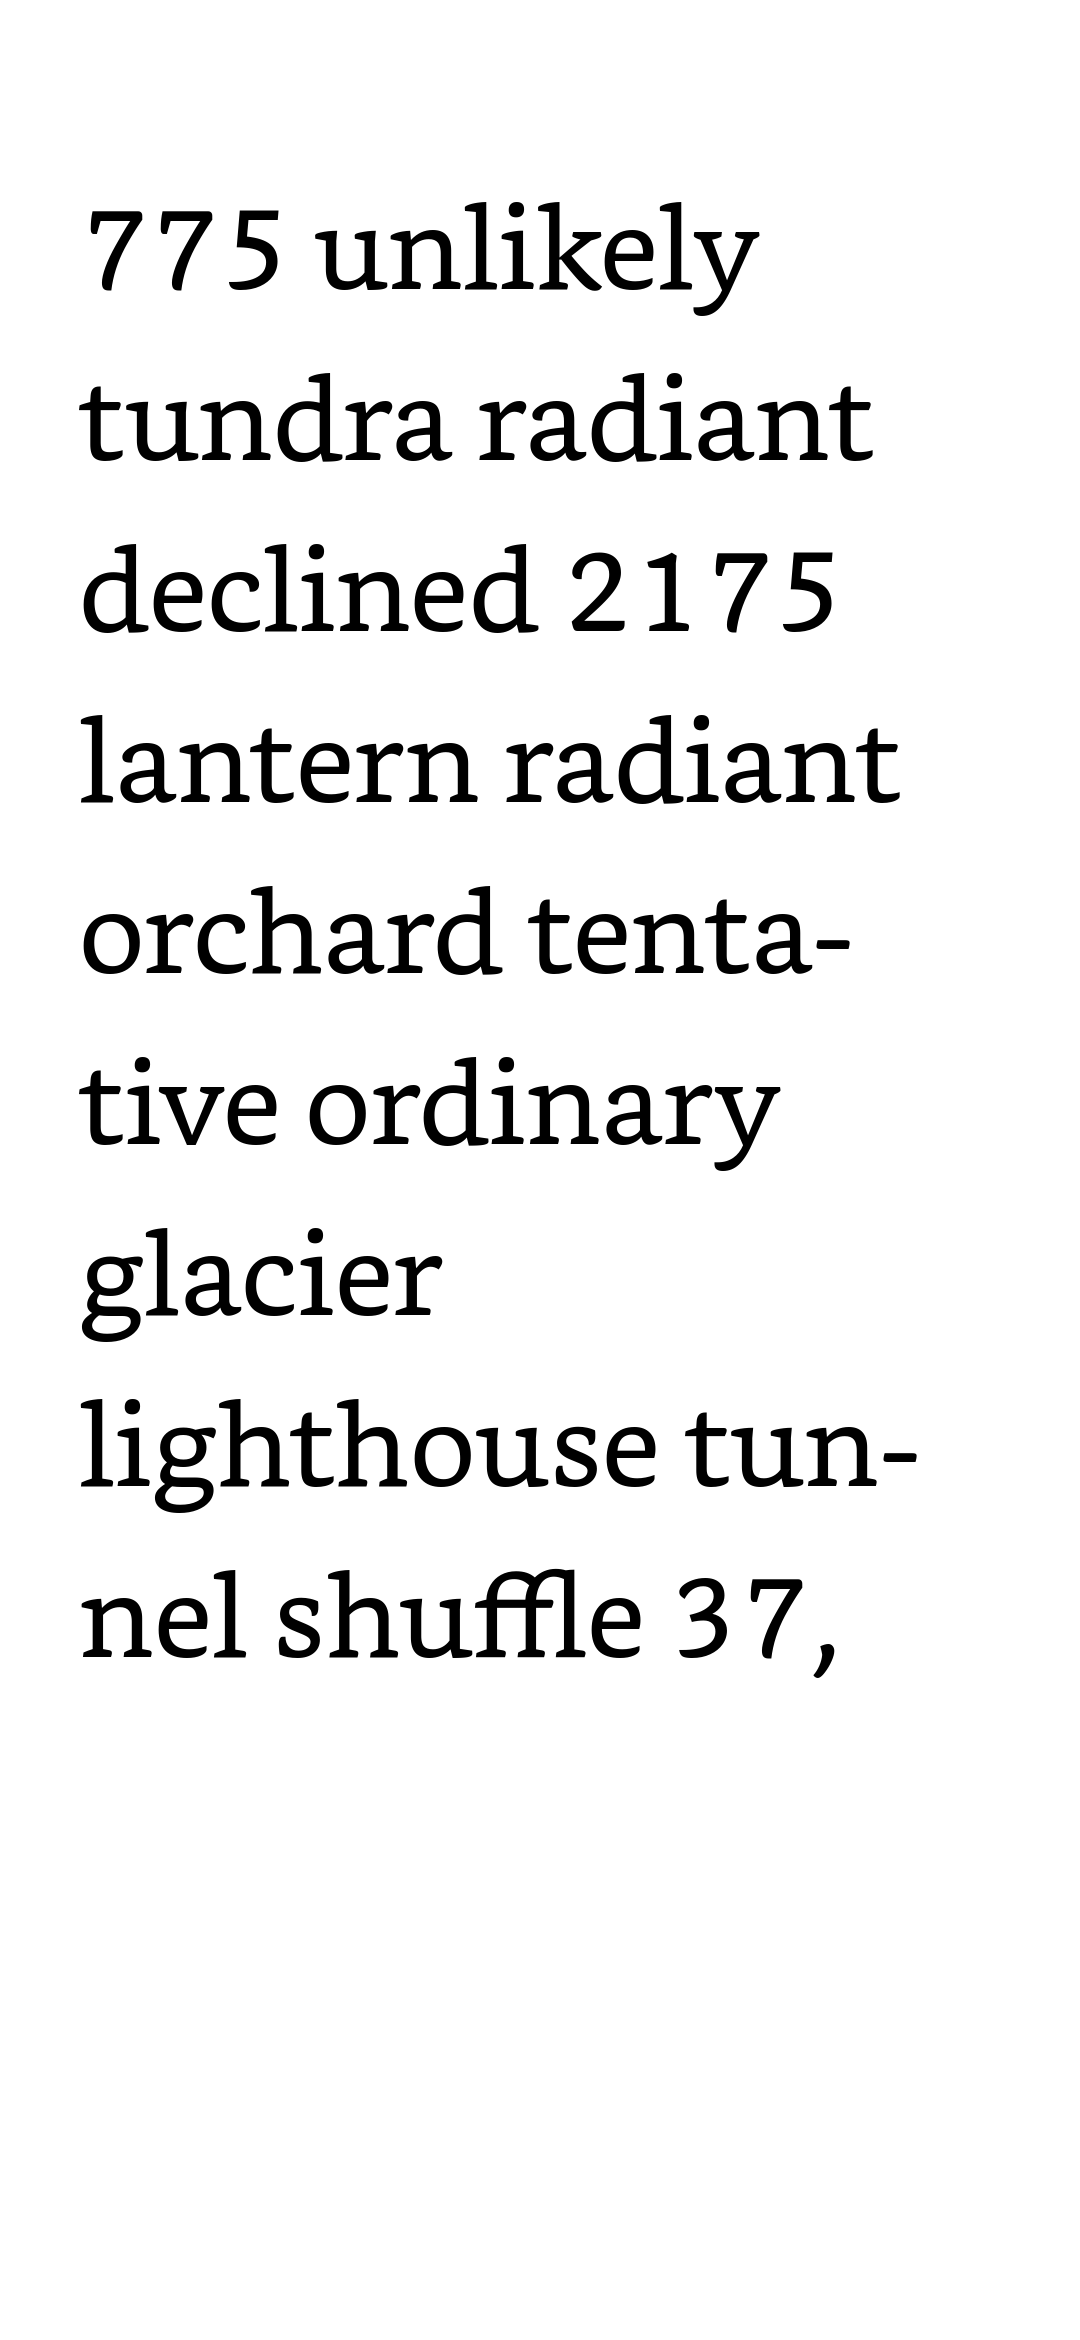 775 unlikely
tundra radiant
declined 2175
lantern radiant
orchard tenta-
tive ordinary
glacier
lighthouse tun-
nel shuffle 37,